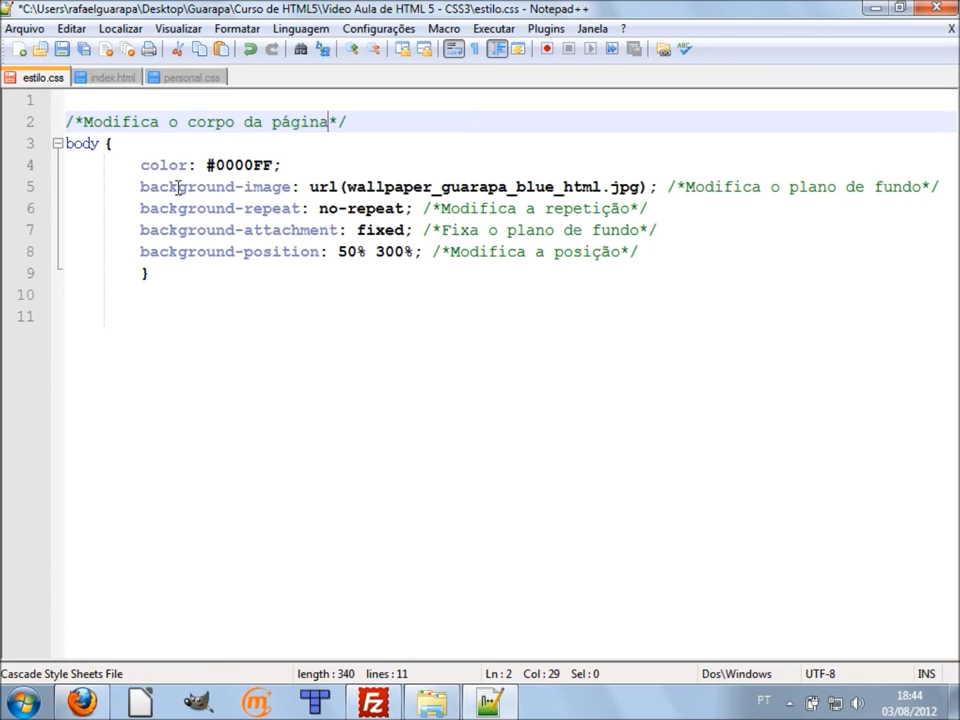 *C:\Users\rafaelguarapa\Desktop\Guarapa\Curso de HTML5\Video Aula de HTML 5 - CSS3\estilo.css - Notepad++
Arquivo Editar Localizar Visualizar Formatar Linguagem Configurações Macro Executar Plugins Janela ? X
estilo.css index.html personal.css
1
2 /*Modifica o corpo da página*/
3 body {
4 color: #0000FF;
5 background-image: url(wallpaper_guarapa_blue_html.jpg); /*Modifica o plano de fundo*/
6 background-repeat: no-repeat; /*Modifica a repetição*/
7 background-attachment: fixed; /*Fixa o plano de fundo*/
8 background-position: 50% 300%; /*Modifica a posição*/
9 }
10
11
Cascade Style Sheets File length : 340 lines : 11 Ln : 2 Col : 29 Sel : 0 Dos\Windows UTF-8 INS
PT 18:44
03/08/2012